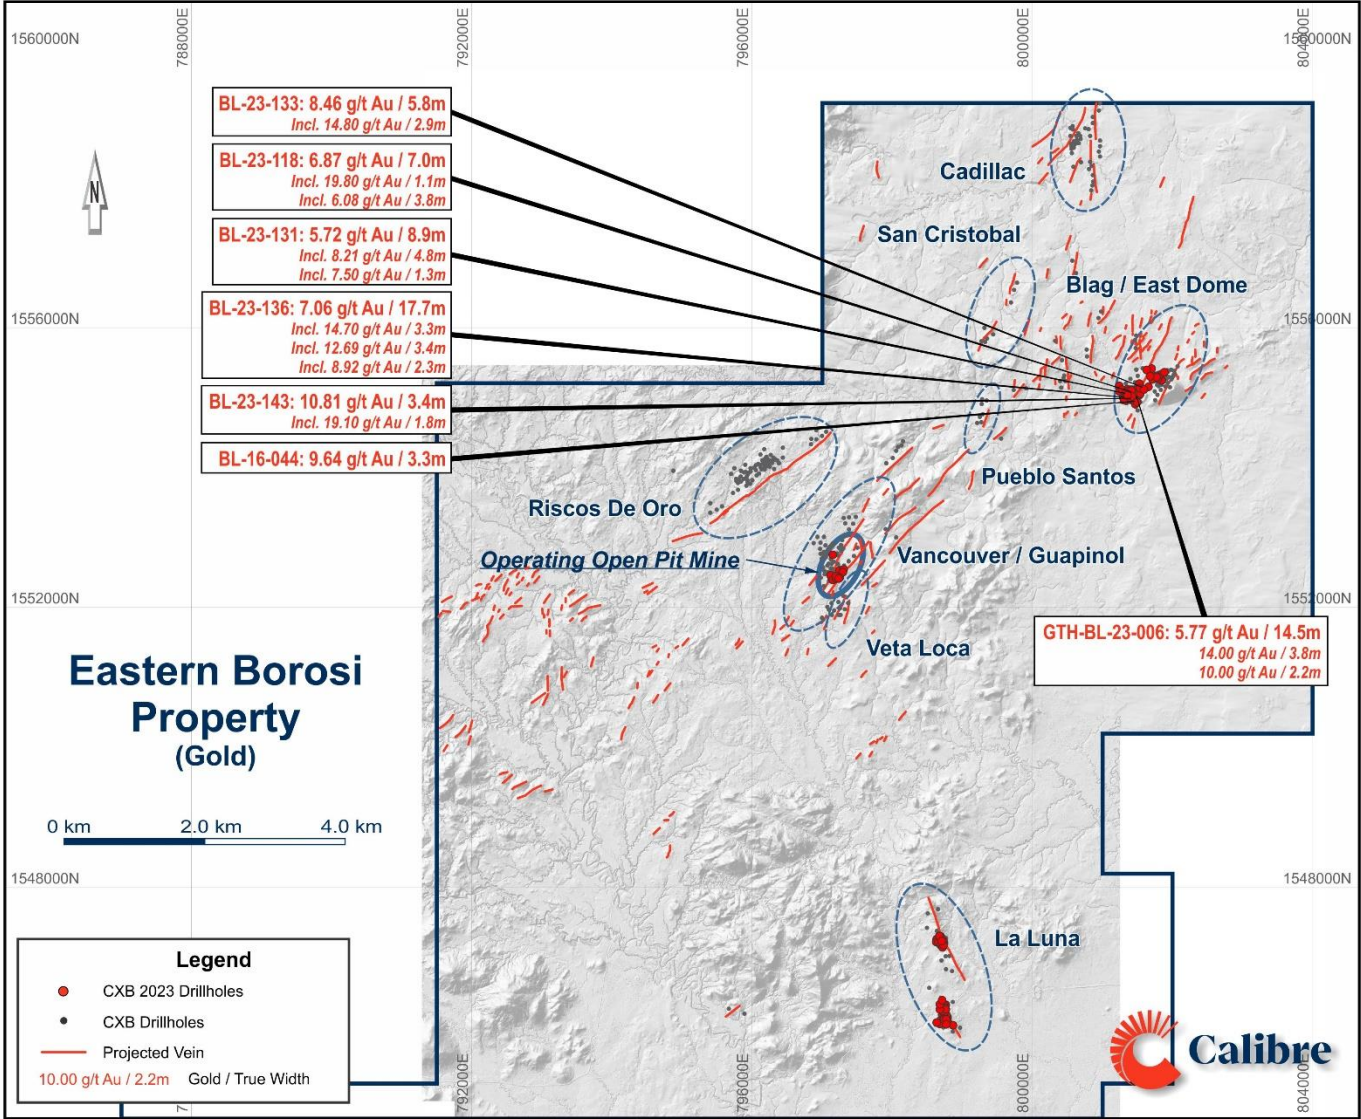 788000E
792000E
796000E
800000E
804000E
1560000N
1560000N
BL-23-133: 8.46 g/t Au / 5.8m
Incl. 14.80 g/t Au / 2.9m
BL-23-118: 6.87 g/t Au / 7.0m
Incl. 19.80 g/t Au / 1.1m
Incl. 6.08 g/t Au / 3.8m
N
Cadillac
BL-23-131: 5.72 g/t Au / 8.9m
Incl. 8.21 g/t Au / 4.8m
Incl. 7.50 g/t Au / 1.3m
San Cristobal
Blag / East Dome
BL-23-136: 7.06 g/t Au / 17.7m
Incl. 14.70 g/t Au / 3.3m
Incl. 12.69 g/t Au / 3.4m
Incl. 8.92 g/t Au / 2.3m
1556000N
1556000N
BL-23-143: 10.81 g/t Au / 3.4m
Incl. 19.10 g/t Au / 1.8m
BL-16-044: 9.64 g/t Au / 3.3m
Pueblo Santos
Riscos De Oro
Operating Open Pit Mine
Vancouver / Guapinol
1552000N
1552000N
GTH-BL-23-006: 5.77 g/t Au / 14.5m
14.00 g/t Au / 3.8m
10.00 g/t Au / 2.2m
Veta Loca
Eastern Borosi
Property
(Gold)
0 km 2.0 km 4.0 km
1548000N
1548000N
La Luna
Legend
CXB 2023 Drillholes
CXB Drillholes
Projected Vein
10.00 g/t Au / 2.2m Gold / True Width
Calibre
792000E
796000E
800000E
804000E